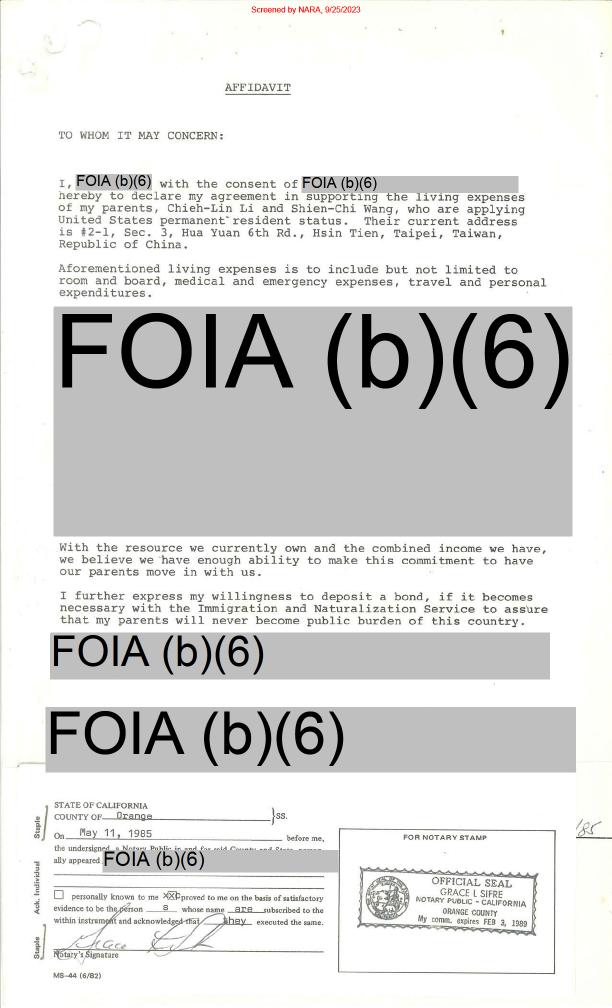 Screened by NARA, 9/25/2023
AFFIDAVIT
TO WHOM IT MAY CONCERN:
I, FOIA (b)(6) with the consent of FOIA (b)(6)
hereby to declare my agreement in supporting the living expenses
of my parents, Chieh-Lin Li and Shien-Chi Wang, who are applying
United States permanent resident status. Their current address
is #2-1, Sec. 3, Hua Yuan 6th Rd., Hsin Tien, Taipei, Taiwan,
Republic of China.
Aforementioned living expenses is to include but not limited to
room and board, medical and emergency expenses, travel and personal
expenditures.
FOIA (b)(6)
With the resource we currently own and the combined income we have,
we believe we have enough ability to make this commitment to have
our parents move in with us.
I further express my willingness to deposit a bond, if it becomes
necessary with the Immigration and Naturalization Service to assure
that my parents will never become public burden of this country.
FOIA (b)(6)
FOIA (b)(6)
STATE OF CALIFORNIA
COUNTY OF Orange }SS.
On May 11, 1985 before me,
the undersigned, a Notary Public in and for said County and State, person-
ally appeared FOIA (b)(6)
personally known to me proved to me on the basis of satisfactory
evidence to be the person s whose name are subscribed to the
within instrument and acknowledged that they executed the same.
Notary's Signature
MS-44 (6/82)
Staple
Ack. Individual
Staple
FOR NOTARY STAMP
OFFICIAL SEAL
GRACE L SIFRE
NOTARY PUBLIC - CALIFORNIA
ORANGE COUNTY
My comm. expires FEB 3, 1989
'85